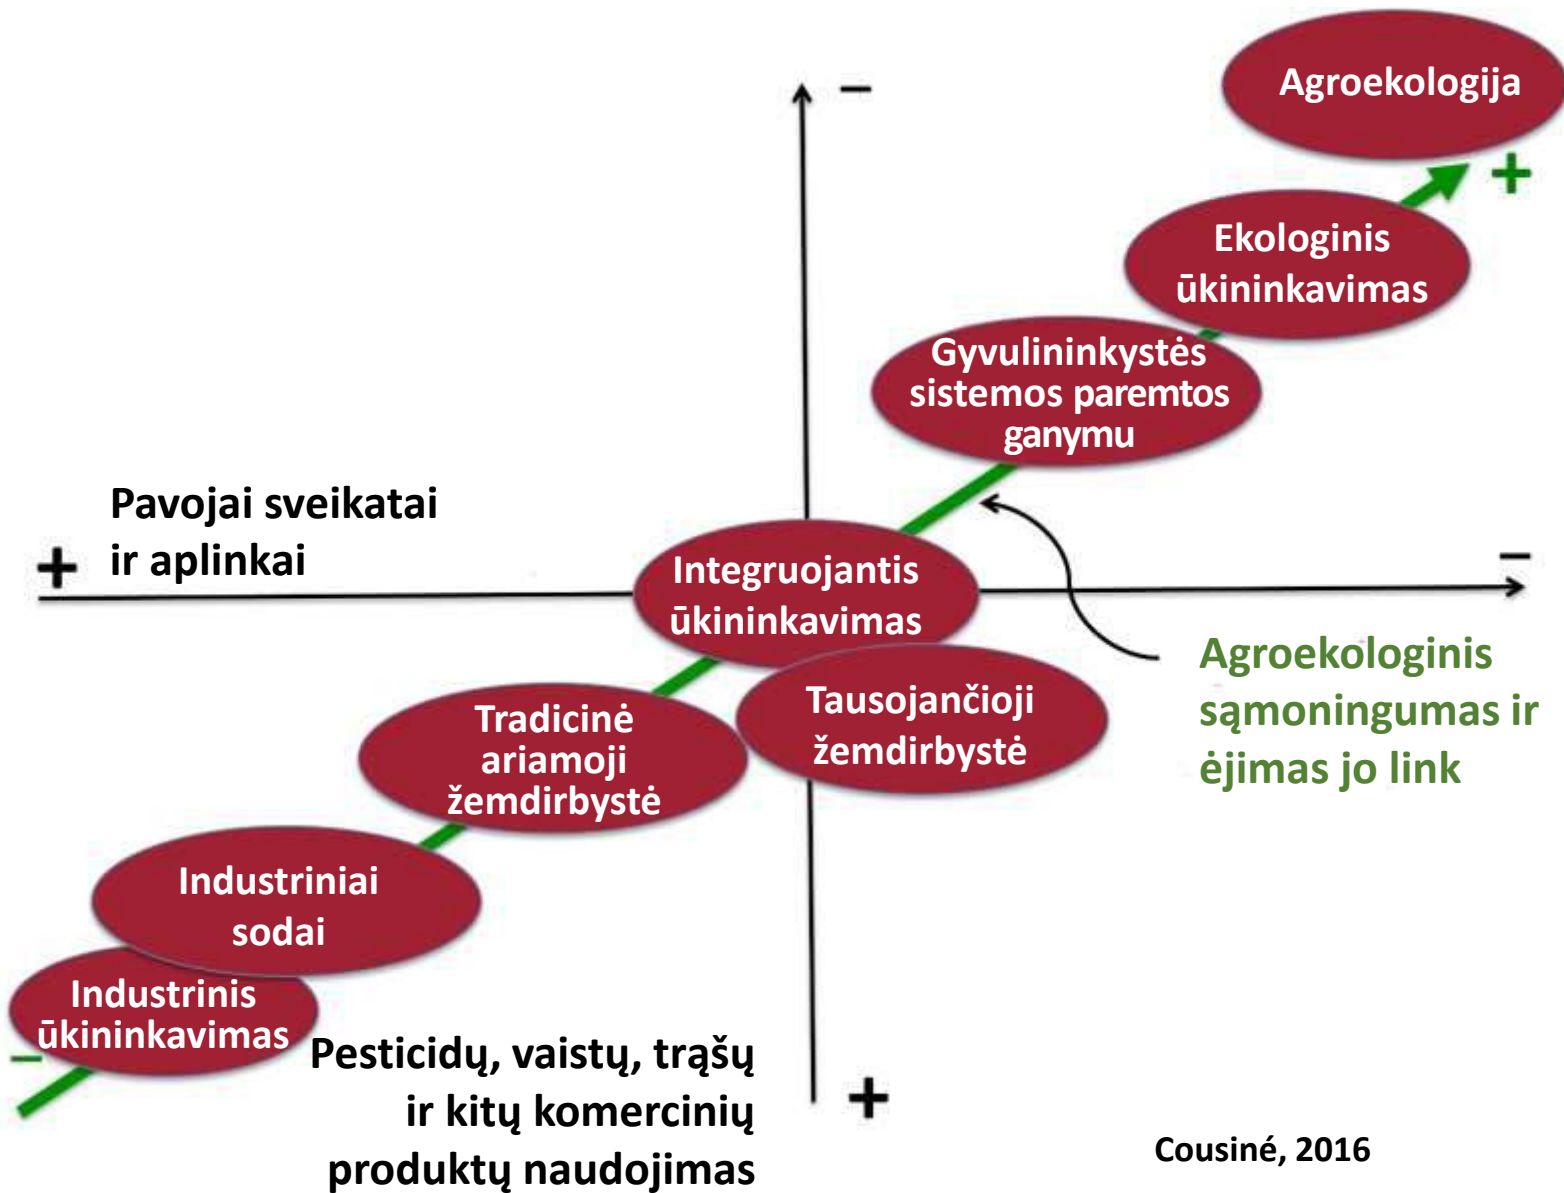 –
Agroekologija
+
Ekologinis
ūkininkavimas
Gyvulininkystės
sistemos paremtos
ganymu
Pavojai sveikatai
ir aplinkai
+
–
Integruojantis
ūkininkavimas
Agroekologinis
sąmoningumas ir
ėjimas jo link
Tausojančioji
žemdirbystė
Tradicinė
ariamoji
žemdirbystė
Industriniai
sodai
Industrinis
ūkininkavimas
–
Pesticidų, vaistų, trąšų
ir kitų komercinių
produktų naudojimas
+
Cousiné, 2016